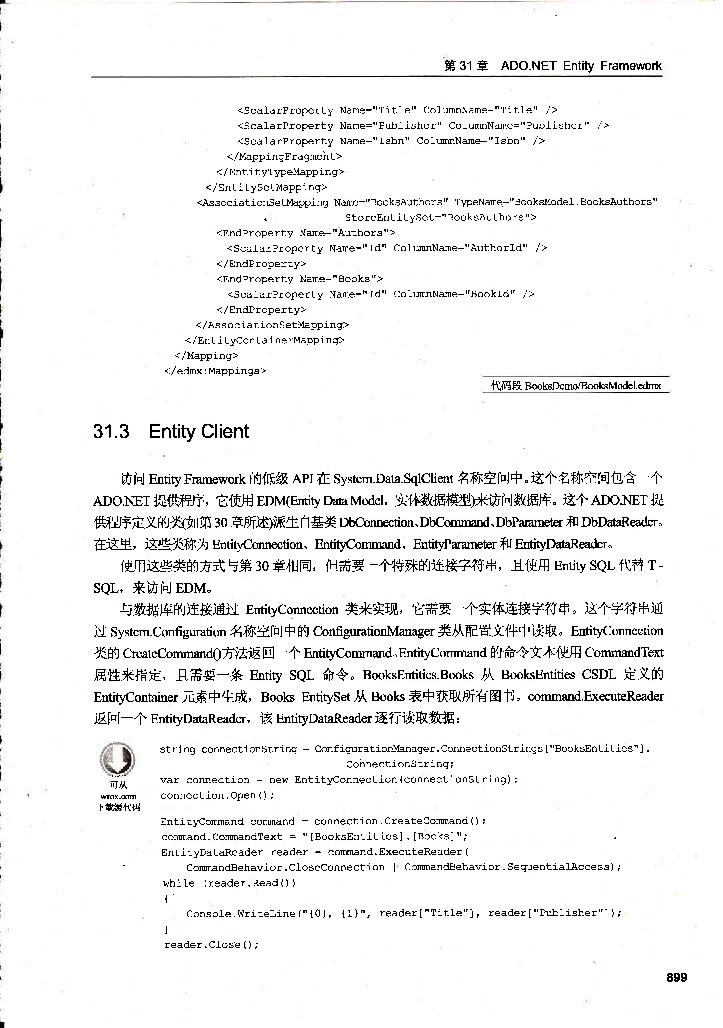 第 31 章 ADO.NET Entity Framework
<ScalarProperty Name="Title" ColumnName="Title" />
<ScalarProperty Name="Publisher" ColumnName="Publisher" />
<ScalarProperty Name="Isbn" ColumnName="Isbn" />
</MappingFragment>
</EntityTypeMapping>
</EntitySetMapping>
<AssociationSetMapping Name="BooksAuthors" TypeName="BooksModel.BooksAuthors"
StoreEntitySet="BooksAuthors">
<EndProperty Name="Authors">
<ScalarProperty Name="Id" ColumnName="AuthorId" />
</EndProperty>
<EndProperty Name="Books">
<ScalarProperty Name="Id" ColumnName="BookId" />
</EndProperty>
</AssociationSetMapping>
</EntityContainerMapping>
</Mapping>
</edmx:Mappings>
代码段 BooksDemo/BooksModel.edmx
31.3 Entity Client
访问 Entity Framework 的低级 API 在 System.Data.SqlClient 名称空间中。这个名称空间包含一个
ADO.NET 提供程序，它使用 EDM(Entity Data Model，实体数据模型)来访问数据库。这个 ADO.NET 提
供程序定义的类(如第 30 章所述)派生自基类 DbConnection、DbCommand、DbParameter 和 DbDataReader。
在这里，这些类称为 EntityConnection、EntityCommand、EntityParameter 和 EntityDataReader。
使用这些类的方式与第 30 章相同，但需要一个特殊的连接字符串，且使用 Entity SQL 代替 T-
SQL，来访问 EDM。
与数据库的连接通过 EntityConnection 类来实现，它需要一个实体连接字符串。这个字符串通
过 System.Configuration 名称空间中的 ConfigurationManager 类从配置文件中读取。EntityConnection
类的 CreateCommand()方法返回一个 EntityCommand。EntityCommand 的命令文本使用 CommandText
属性来指定，且需要一条 Entity SQL 命令。BooksEntities.Books 从 BooksEntities CSDL 定义的
EntityContainer 元素中生成，Books EntitySet 从 Books 表中获取所有图书。command.ExecuteReader
返回一个 EntityDataReader，该 EntityDataReader 逐行读取数据：
可从
wrox.com
下载源代码
string connectionString = ConfigurationManager.ConnectionStrings["BooksEntities"].
ConnectionString;
var connection = new EntityConnection(connectionString);
connection.Open();
EntityCommand command = connection.CreateCommand();
command.CommandText = "[BooksEntities].[Books]";
EntityDataReader reader = command.ExecuteReader(
CommandBehavior.CloseConnection | CommandBehavior.SequentialAccess);
while (reader.Read())
{
Console.WriteLine("{0}, {1}", reader["Title"], reader["Publisher"]);
}
reader.Close();
899